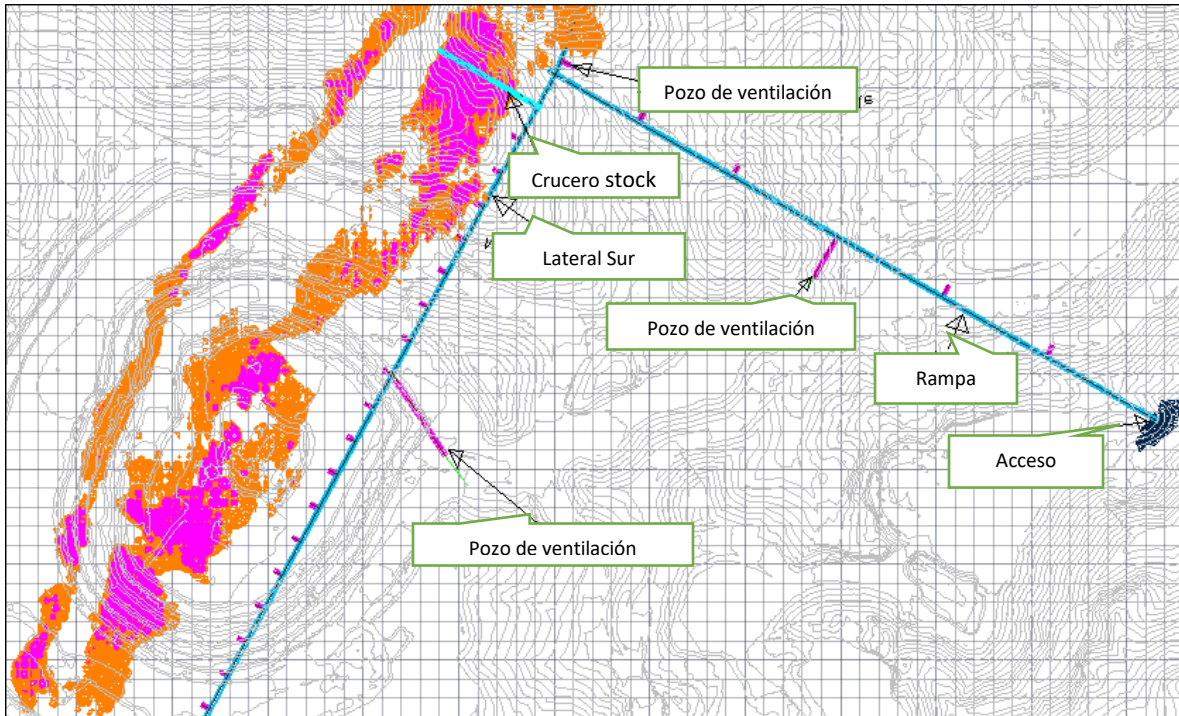 Pozo de ventilación
Crucero stock
Lateral Sur
Pozo de ventilación
Rampa
Acceso
Pozo de ventilación